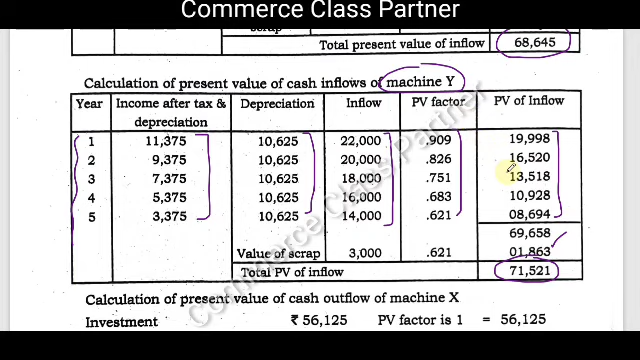 Commerce Class Partner
scrap
Total present value of inflow 68,645
Calculation of present value of cash inflows of machine Y
Year Income after tax & depreciation Depreciation Inflow PV factor PV of Inflow
1 11,375 10,625 22,000 .909 19,998
2 9,375 10,625 20,000 .826 16,520
3 7,375 10,625 18,000 .751 13,518
4 5,375 10,625 16,000 .683 10,928
5 3,375 10,625 14,000 .621 08,694
69,658
Value of scrap 3,000 .621 01,863
Total PV of inflow 71,521
Calculation of present value of cash outflow of machine X
Investment ₹ 56,125 PV factor is 1 = 56,125
Commerce Class Partner